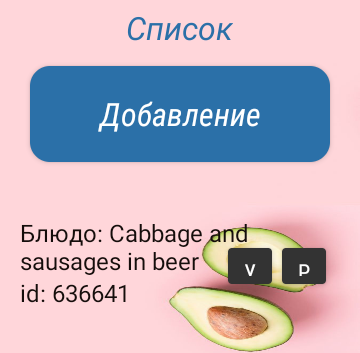 Список
Добавление
Блюдо: Cabbage and
sausages in beer
id: 636641
v
p